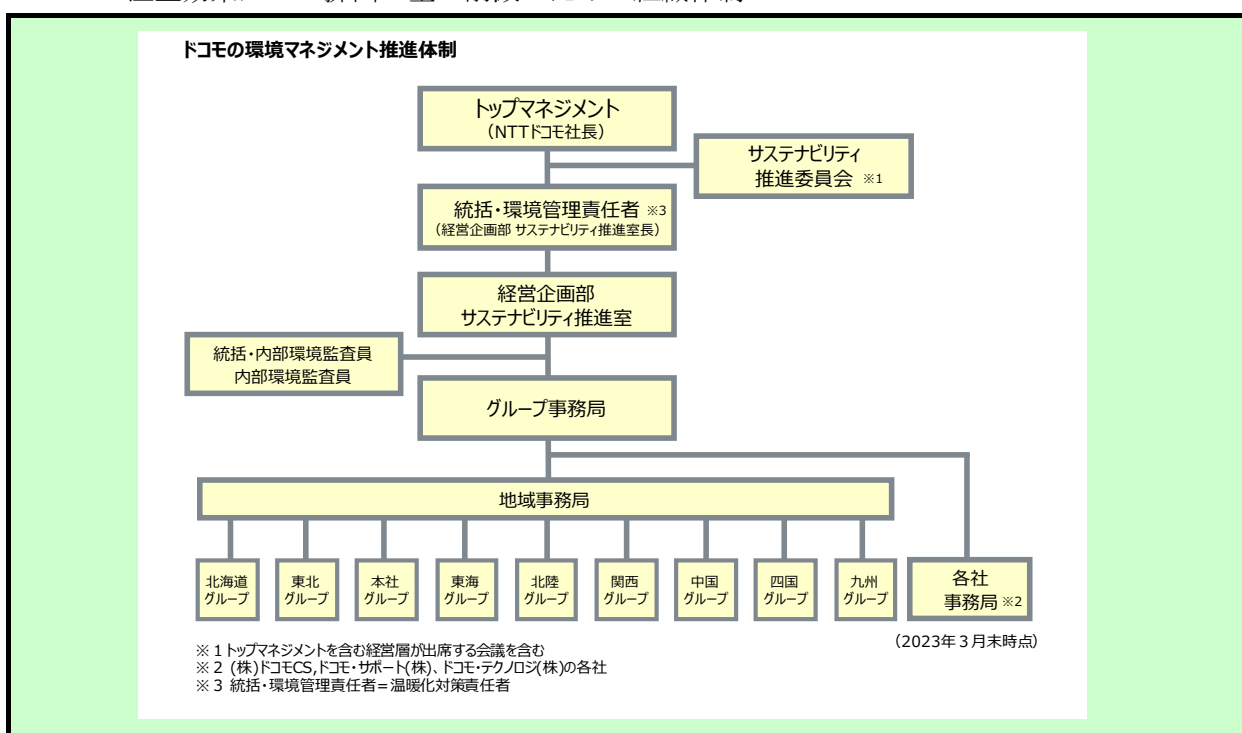 ドコモの環境マネジメント推進体制
トップマネジメント
（NTTドコモ社長）
サステナビリティ
推進委員会 ※1
統括・環境管理責任者 ※3
（経営企画部 サステナビリティ推進室長）
経営企画部
サステナビリティ推進室
統括・内部環境監査員
内部環境監査員
グループ事務局
地域事務局
北海道
グループ
東北
グループ
本社
グループ
東海
グループ
北陸
グループ
関西
グループ
中国
グループ
四国
グループ
九州
グループ
各社
事務局 ※2
（2023年３月末時点）
※１トップマネジメントを含む経営層が出席する会議を含む
※２ (株)ドコモCS,ドコモ・サポート(株)、ドコモ・テクノロジ(株)の各社
※３ 統括・環境管理責任者＝温暖化対策責任者